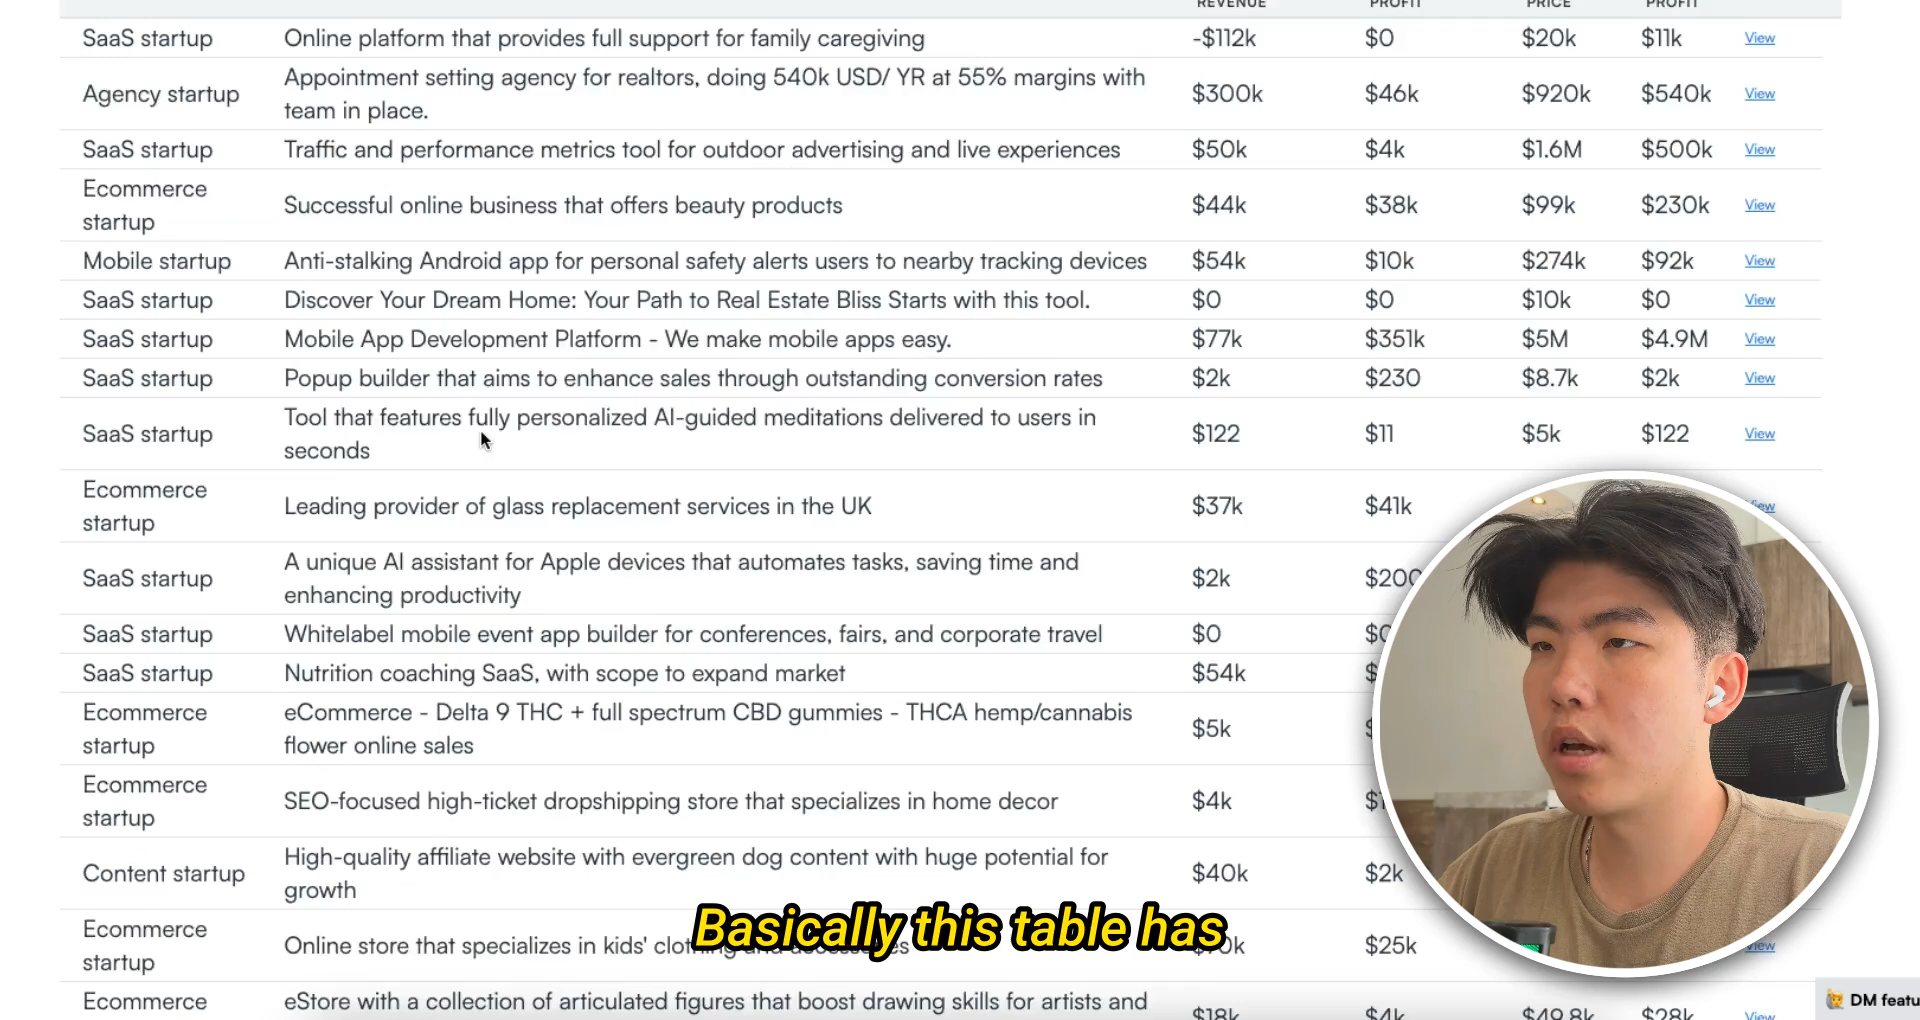 REVENUE PROFIT PRICE PROFIT
SaaS startup Online platform that provides full support for family caregiving -$112k $0 $20k $11k View
Agency startup Appointment setting agency for realtors, doing 540k USD/ YR at 55% margins with $300k $46k $920k $540k View
team in place.
SaaS startup Traffic and performance metrics tool for outdoor advertising and live experiences $50k $4k $1.6M $500k View
Ecommerce
startup Successful online business that offers beauty products $44k $38k $99k $230k View
Mobile startup Anti-stalking Android app for personal safety alerts users to nearby tracking devices $54k $10k $274k $92k View
SaaS startup Discover Your Dream Home: Your Path to Real Estate Bliss Starts with this tool. $0 $0 $10k $0 View
SaaS startup Mobile App Development Platform - We make mobile apps easy. $77k $351k $5M $4.9M View
SaaS startup Popup builder that aims to enhance sales through outstanding conversion rates $2k $230 $8.7k $2k View
SaaS startup Tool that features fully personalized AI-guided meditations delivered to users in $122 $11 $5k $122 View
seconds
Ecommerce
startup Leading provider of glass replacement services in the UK $37k $41k View
SaaS startup A unique AI assistant for Apple devices that automates tasks, saving time and $2k $200
enhancing productivity
SaaS startup Whitelabel mobile event app builder for conferences, fairs, and corporate travel $0
SaaS startup Nutrition coaching SaaS, with scope to expand market $54k
Ecommerce eCommerce - Delta 9 THC + full spectrum CBD gummies - THCA hemp/cannabis $5k
startup flower online sales
Ecommerce
startup SEO-focused high-ticket dropshipping store that specializes in home decor $4k
Content startup High-quality affiliate website with evergreen dog content with huge potential for $40k $2k
growth
Basically this table has
Ecommerce
startup Online store that specializes in kids' clothing and $25k View
Ecommerce eStore with a collection of articulated figures that boost drawing skills for artists and $18k $4k $49.8k $28k View
DM featu